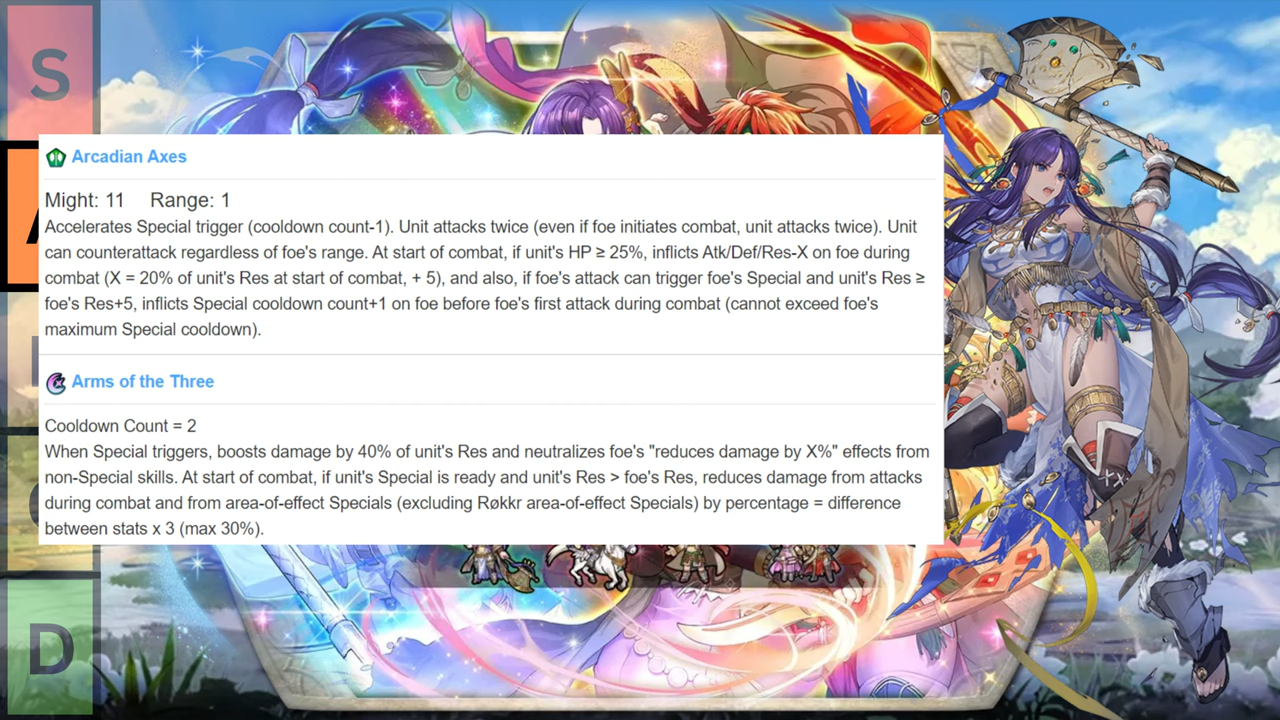 S
Arcadian Axes
Might: 11 Range: 1
Accelerates Special trigger (cooldown count-1). Unit attacks twice (even if foe initiates combat, unit attacks twice). Unit
can counterattack regardless of foe's range. At start of combat, if unit's HP ≥ 25%, inflicts Atk/Def/Res-X on foe during
combat (X = 20% of unit's Res at start of combat, + 5), and also, if foe's attack can trigger foe's Special and unit's Res ≥
foe's Res+5, inflicts Special cooldown count+1 on foe before foe's first attack during combat (cannot exceed foe's
maximum Special cooldown).
Arms of the Three
Cooldown Count = 2
When Special triggers, boosts damage by 40% of unit's Res and neutralizes foe's "reduces damage by X%" effects from
non-Special skills. At start of combat, if unit's Special is ready and unit's Res > foe's Res, reduces damage from attacks
during combat and from area-of-effect Specials (excluding Røkkr area-of-effect Specials) by percentage = difference
between stats x 3 (max 30%).
D